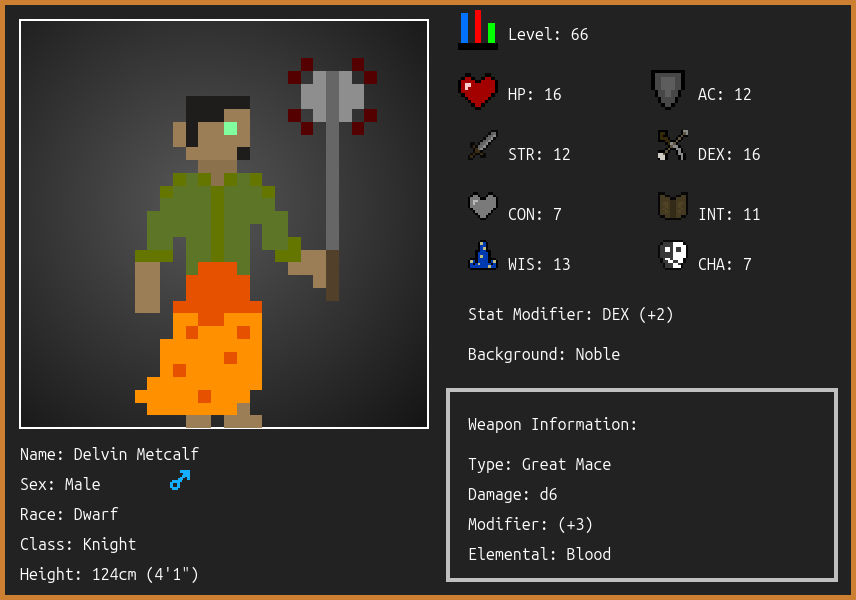 Level: 66
HP: 16
AC: 12
STR: 12
DEX: 16
CON: 7
INT: 11
WIS: 13
CHA: 7
Stat Modifier: DEX (+2)
Background: Noble
Weapon Information:
Type: Great Mace
Damage: d6
Modifier: (+3)
Elemental: Blood
Name: Delvin Metcalf
Sex: Male
Race: Dwarf
Class: Knight
Height: 124cm (4'1")